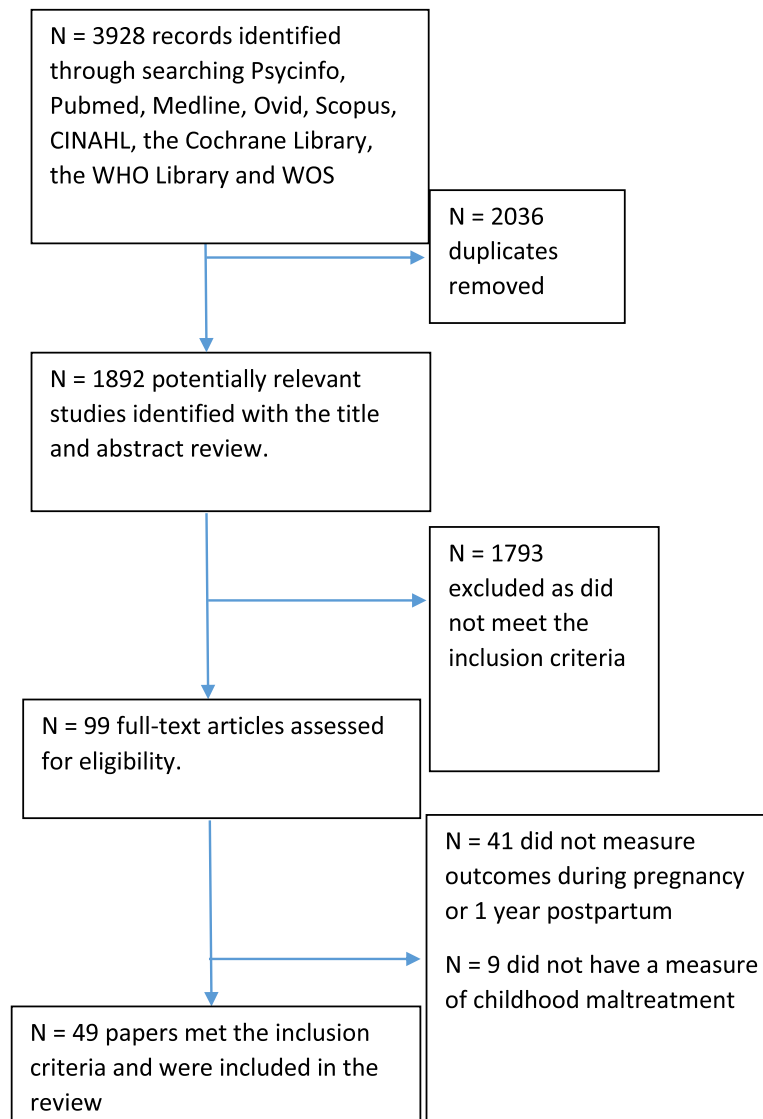 N = 3928 records identified
through searching Psycinfo,
Pubmed, Medline, Ovid, Scopus,
CINAHL, the Cochrane Library,
the WHO Library and WOS
N = 2036
duplicates
removed
N = 1892 potentially relevant
studies identified with the title
and abstract review.
N = 1793
excluded as did
not meet the
inclusion criteria
N = 99 full-text articles assessed
for eligibility.
N = 41 did not measure
outcomes during pregnancy
or 1 year postpartum
N = 9 did not have a measure
of childhood maltreatment
N = 49 papers met the inclusion
criteria and were included in the
review